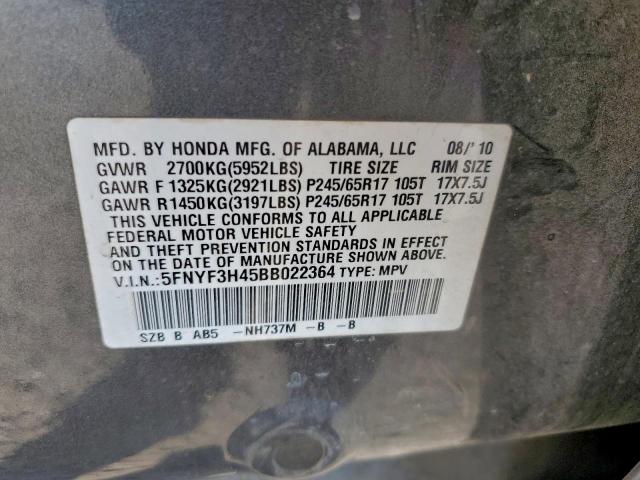 MFD. BY HONDA MFG. OF ALABAMA, LLC 08/'10
GVWR 2700KG(5952LBS) TIRE SIZE RIM SIZE
GAWR F 1325KG(2921LBS) P245/65R17 105T 17X7.5J
GAWR R 1450KG(3197LBS) P245/65R17 105T 17X7.5J
THIS VEHICLE CONFORMS TO ALL APPLICABLE
FEDERAL MOTOR VEHICLE SAFETY
AND THEFT PREVENTION STANDARDS IN EFFECT
ON THE DATE OF MANUFACTURE SHOWN ABOVE.
V.I.N.:5FNYF3H45BB022364 TYPE: MPV
SZB B AB5 -NH737M -B -B